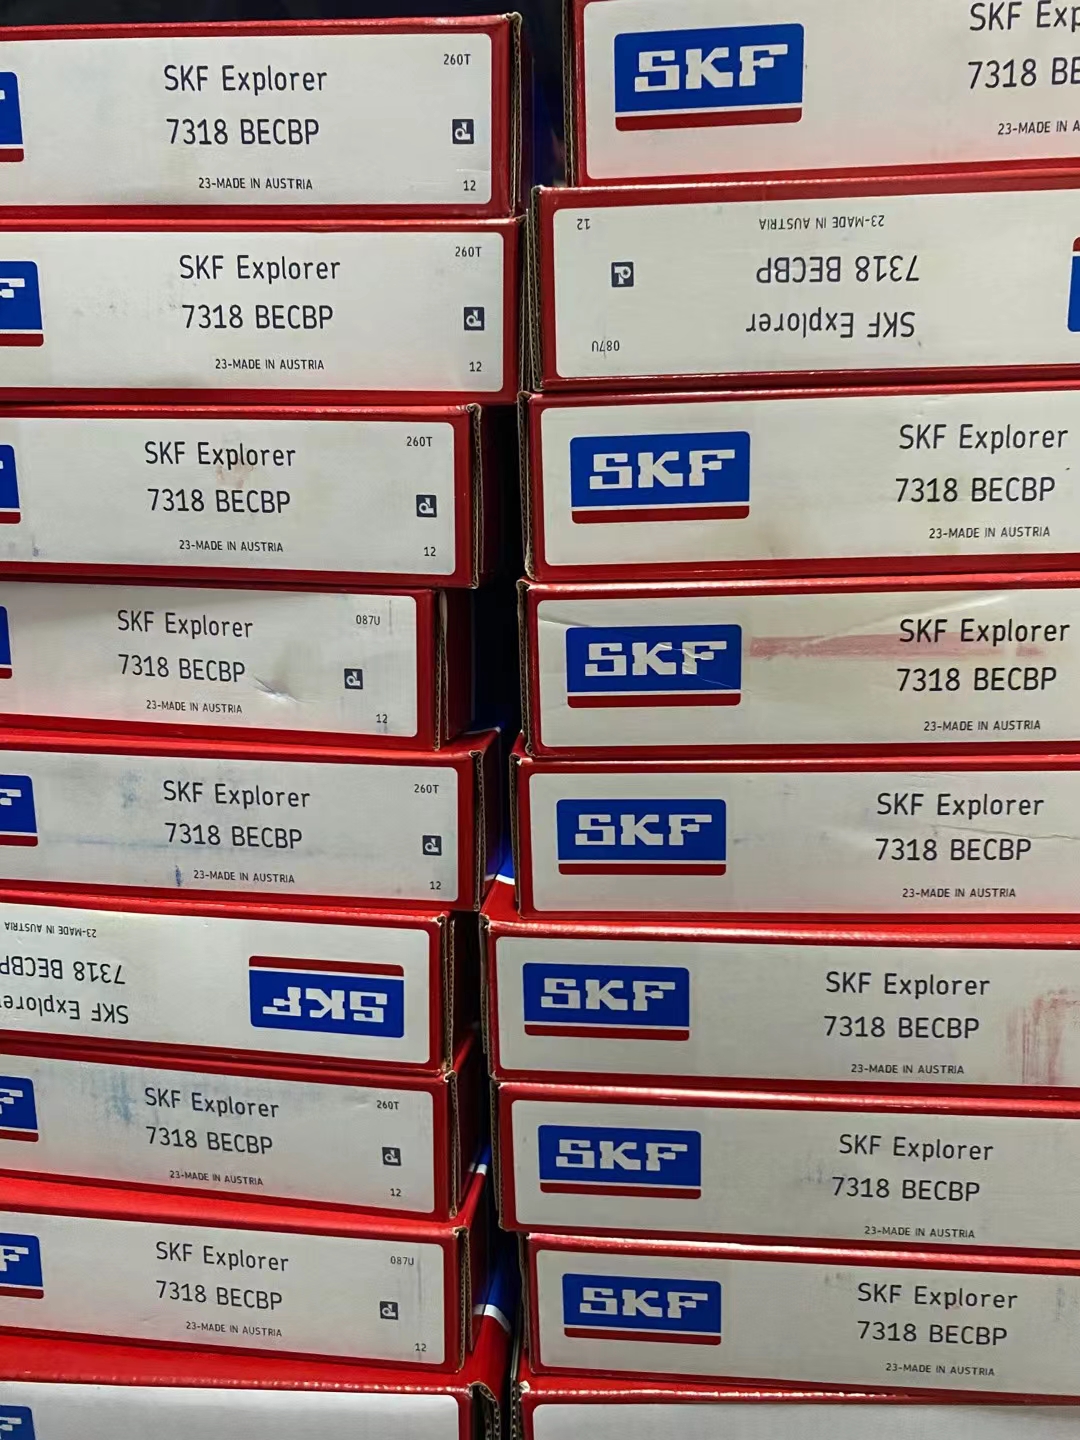 SKF Explorer
260T
7318 BECBP
23-MADE IN AUSTRIA
12
SKF Explorer
260T
7318 BECBP
23-MADE IN AUSTRIA
12
SKF Explorer
260T
7318 BECBP
23-MADE IN AUSTRIA
12
SKF Explorer
087U
7318 BECBP
23-MADE IN AUSTRIA
12
F
SKF Explorer
260T
7318 BECBP
23-MADE IN AUSTRIA
12
SKF
SKF Explorer
7318 BECBP
23-MADE IN AUSTRIA
F
SKF Explorer
260T
7318 BECBP
23-MADE IN AUSTRIA
12
F
SKF Explorer
087U
7318 BECBP
23-MADE IN AUSTRIA
12
SKF
SKF Exp
7318 BE
23-MADE IN A
087U
SKF Explorer
7318 BECBP
23-MADE IN AUSTRIA
12
SKF
SKF Explorer
7318 BECBP
23-MADE IN AUSTRIA
SKF
SKF Explorer
7318 BECBP
23-MADE IN AUSTRIA
SKF
SKF Explorer
7318 BECBP
23-MADE IN AUSTRIA
SKF
SKF Explorer
7318 BECBP
23-MADE IN AUSTRIA
SKF
SKF Explorer
7318 BECBP
23-MADE IN AUSTRIA
SKF
SKF Explorer
7318 BECBP
23-MADE IN AUSTRIA